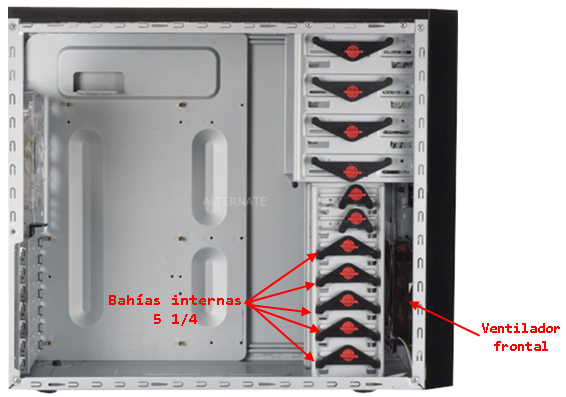 ALTERNATE
Bahías internas
5 1/4
Ventilador
frontal